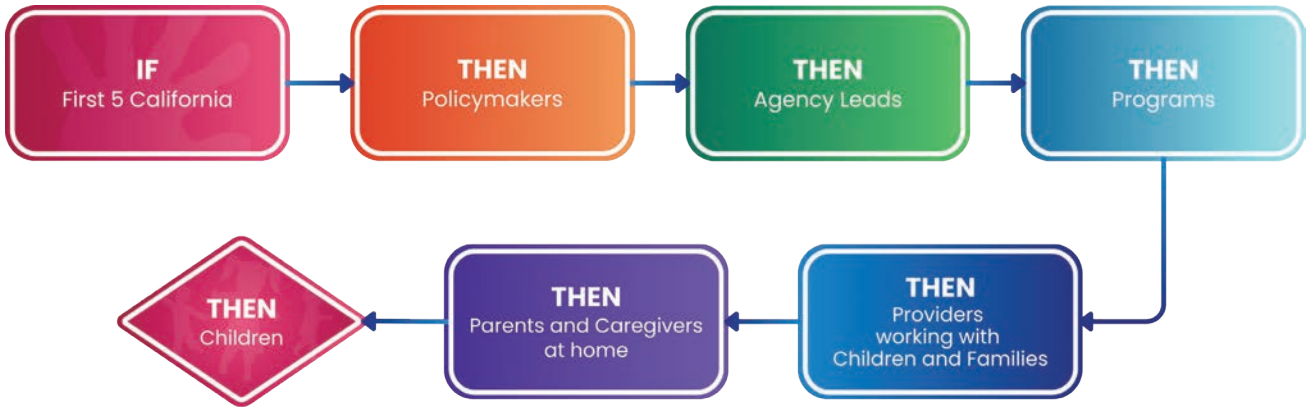 IF
First 5 California
THEN
Policymakers
THEN
Agency Leads
THEN
Programs
THEN
Providers
working with
Children and Families
THEN
Parents and Caregivers
at home
THEN
Children